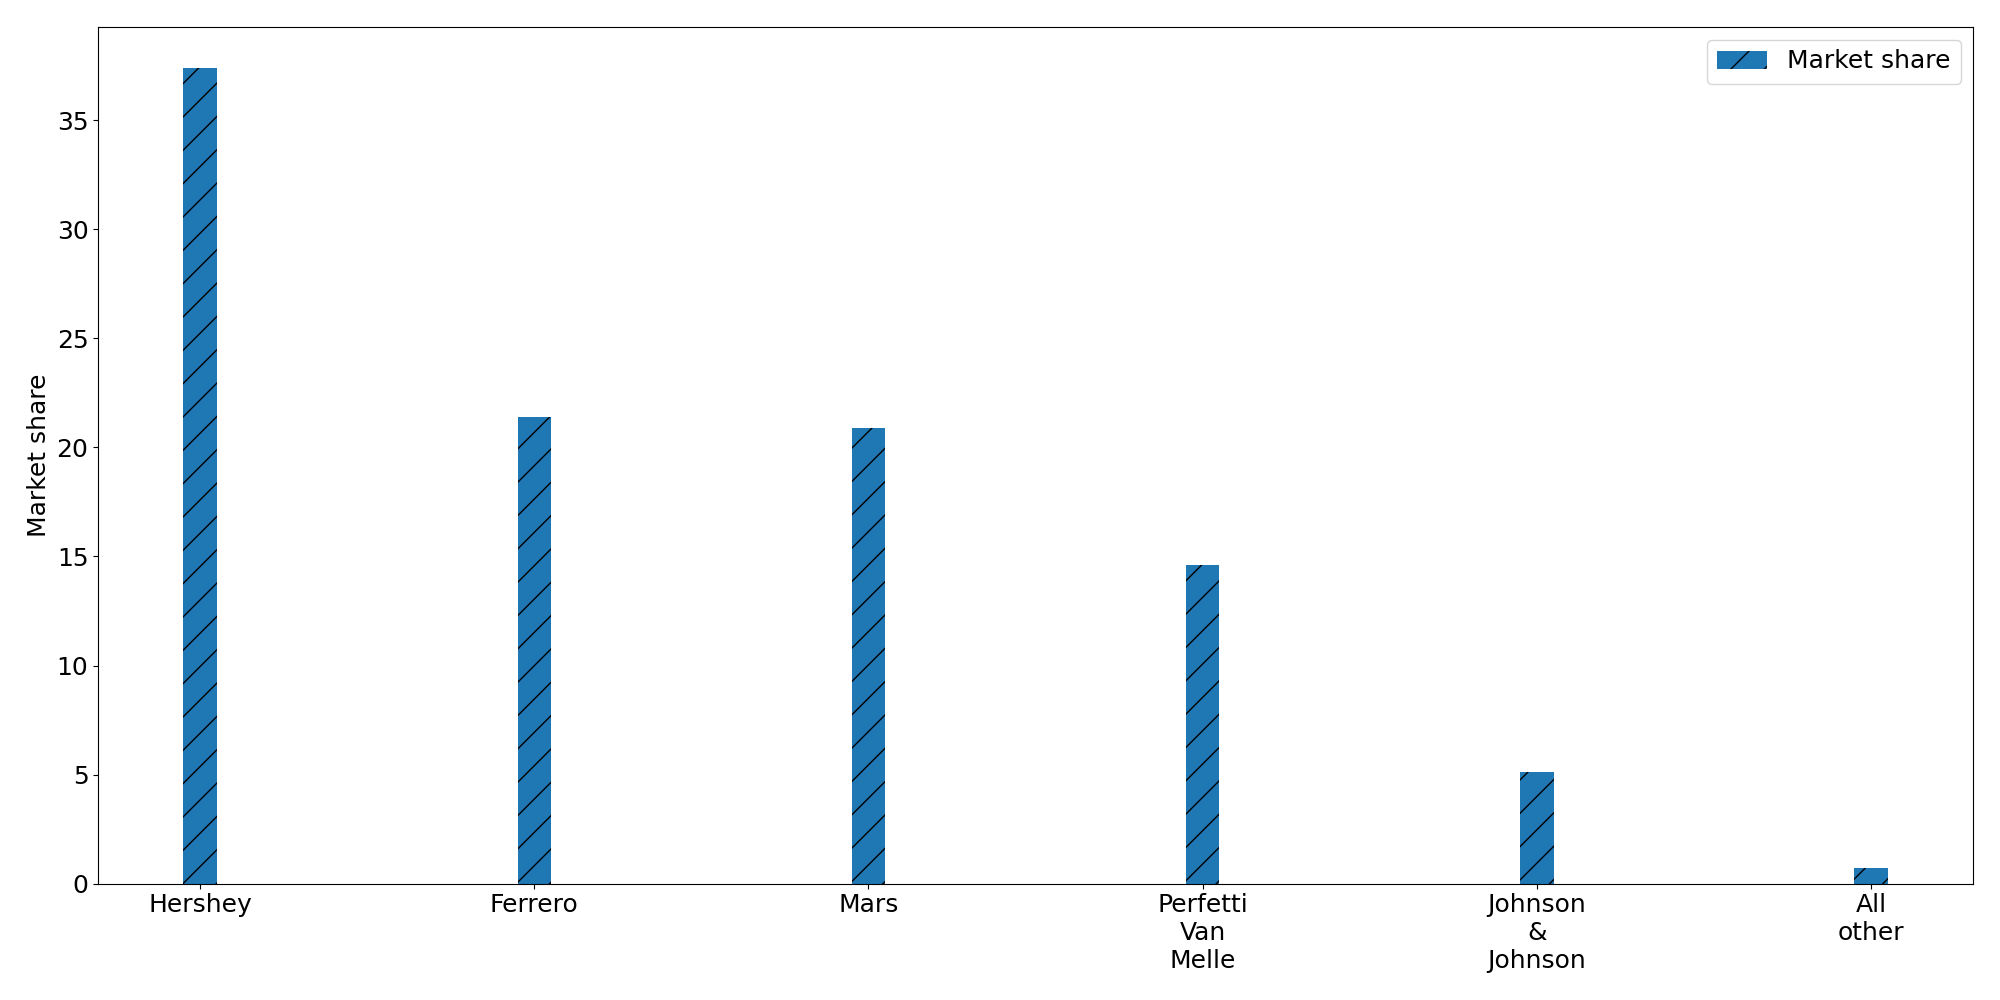 Market share
35
30
25
20
15
10
5
0
Market share
Hershey
Ferrero
Mars
Perfetti
Van
Melle
Johnson
&
Johnson
All
other